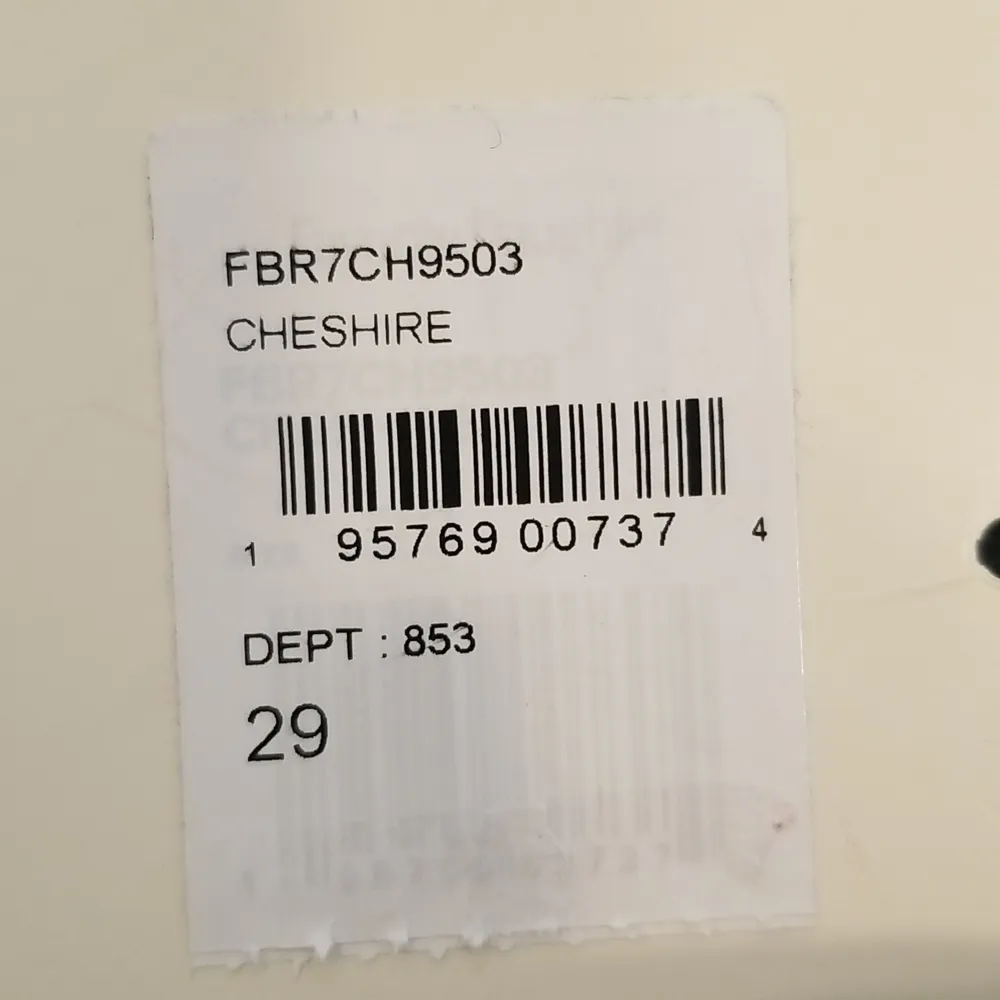 FBR7CH9503
CHESHIRE
1 95769 00737 4
DEPT : 853
29